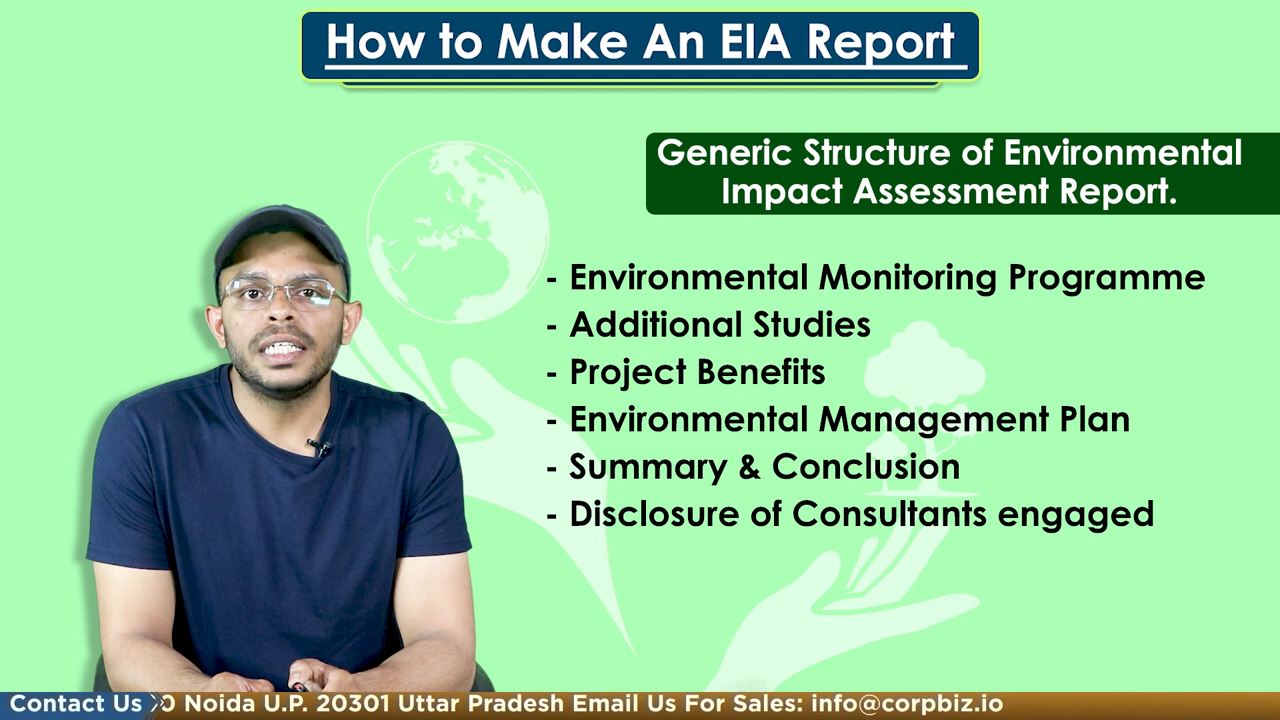 How to Make An EIA Report
Generic Structure of Environmental
Impact Assessment Report.
- Environmental Monitoring Programme
- Additional Studies
- Project Benefits
- Environmental Management Plan
- Summary & Conclusion
- Disclosure of Consultants engaged
Contact Us 0 Noida U.P. 20301 Uttar Pradesh Email Us For Sales: info@corpbiz.io